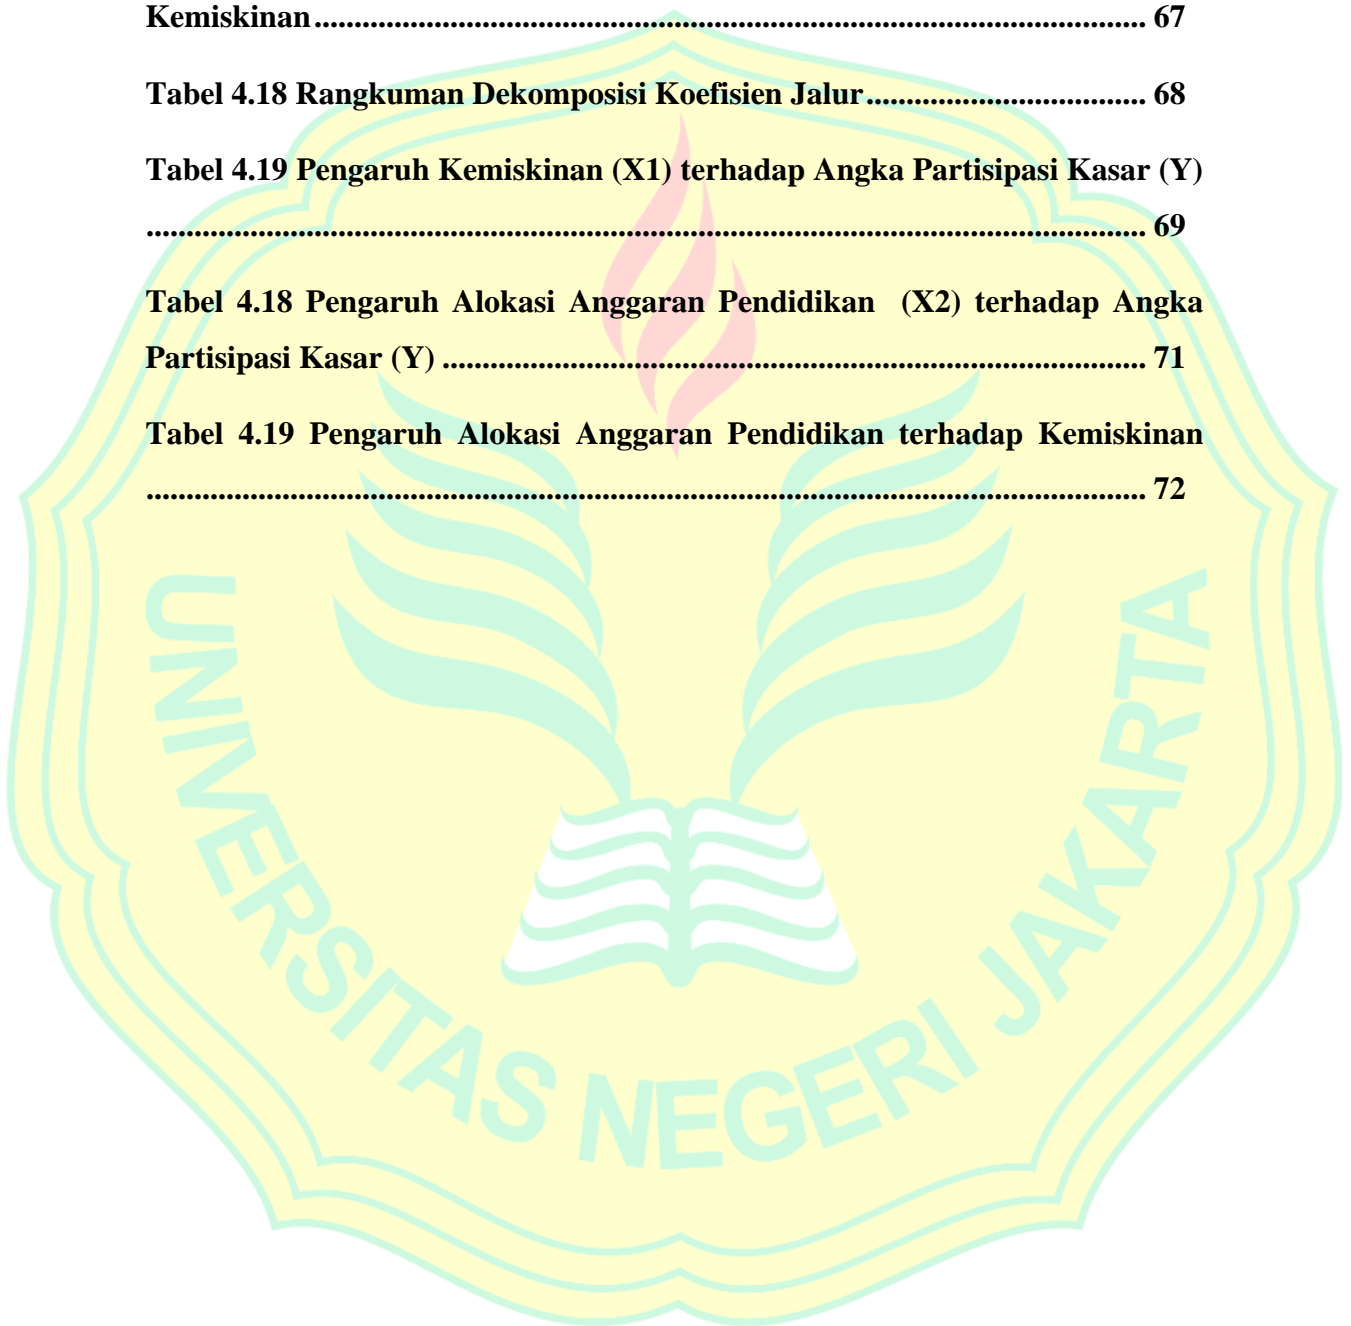 Kemiskinan ........................................................................................................ 67
Tabel 4.18 Rangkuman Dekomposisi Koefisien Jalur ................................... 68
Tabel 4.19 Pengaruh Kemiskinan (X1) terhadap Angka Partisipasi Kasar (Y)
............................................................................................................................. 69
Tabel 4.18 Pengaruh Alokasi Anggaran Pendidikan (X2) terhadap Angka
Partisipasi Kasar (Y) ........................................................................................ 71
Tabel 4.19 Pengaruh Alokasi Anggaran Pendidikan terhadap Kemiskinan
............................................................................................................................. 72
UNIVERSITAS NEGERI JAKARTA